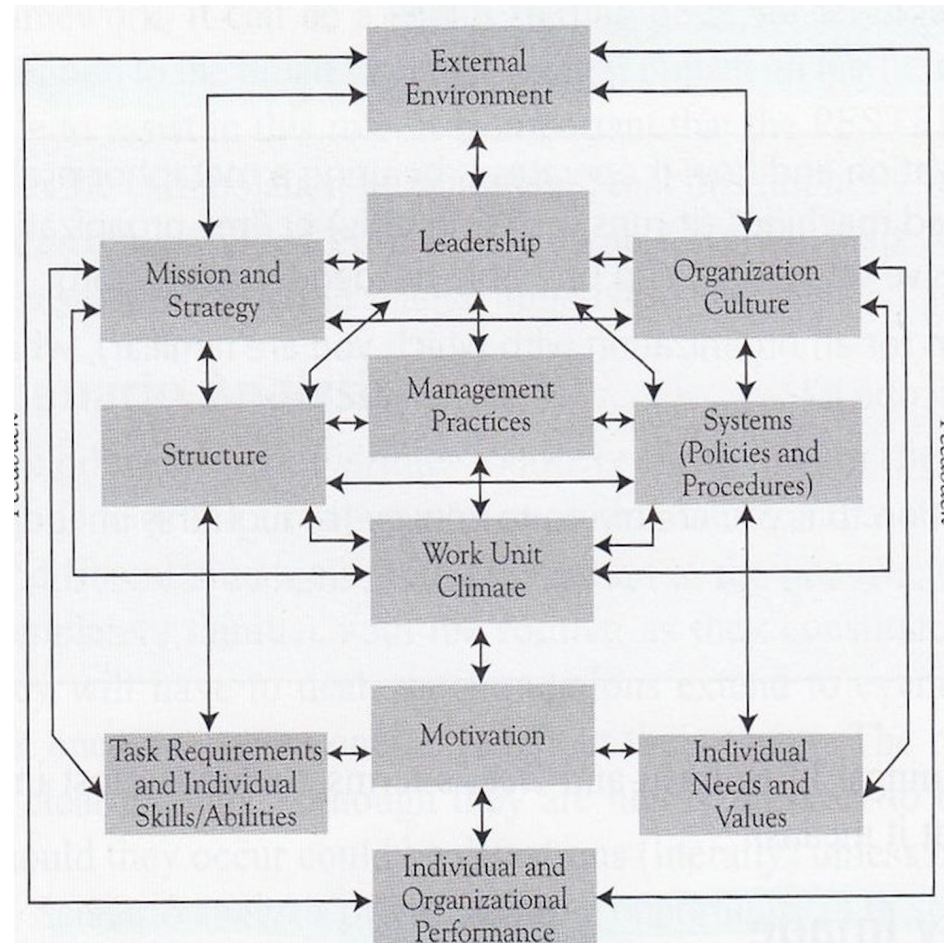 External
Environment
Leadership
Mission and
Strategy
Organization
Culture
Management
Practices
Structure
Systems
(Policies and
Procedures)
Work Unit
Climate
Motivation
Task Requirements
and Individual
Skills/Abilities
Individual
Needs and
Values
Individual and
Organizational
Performance